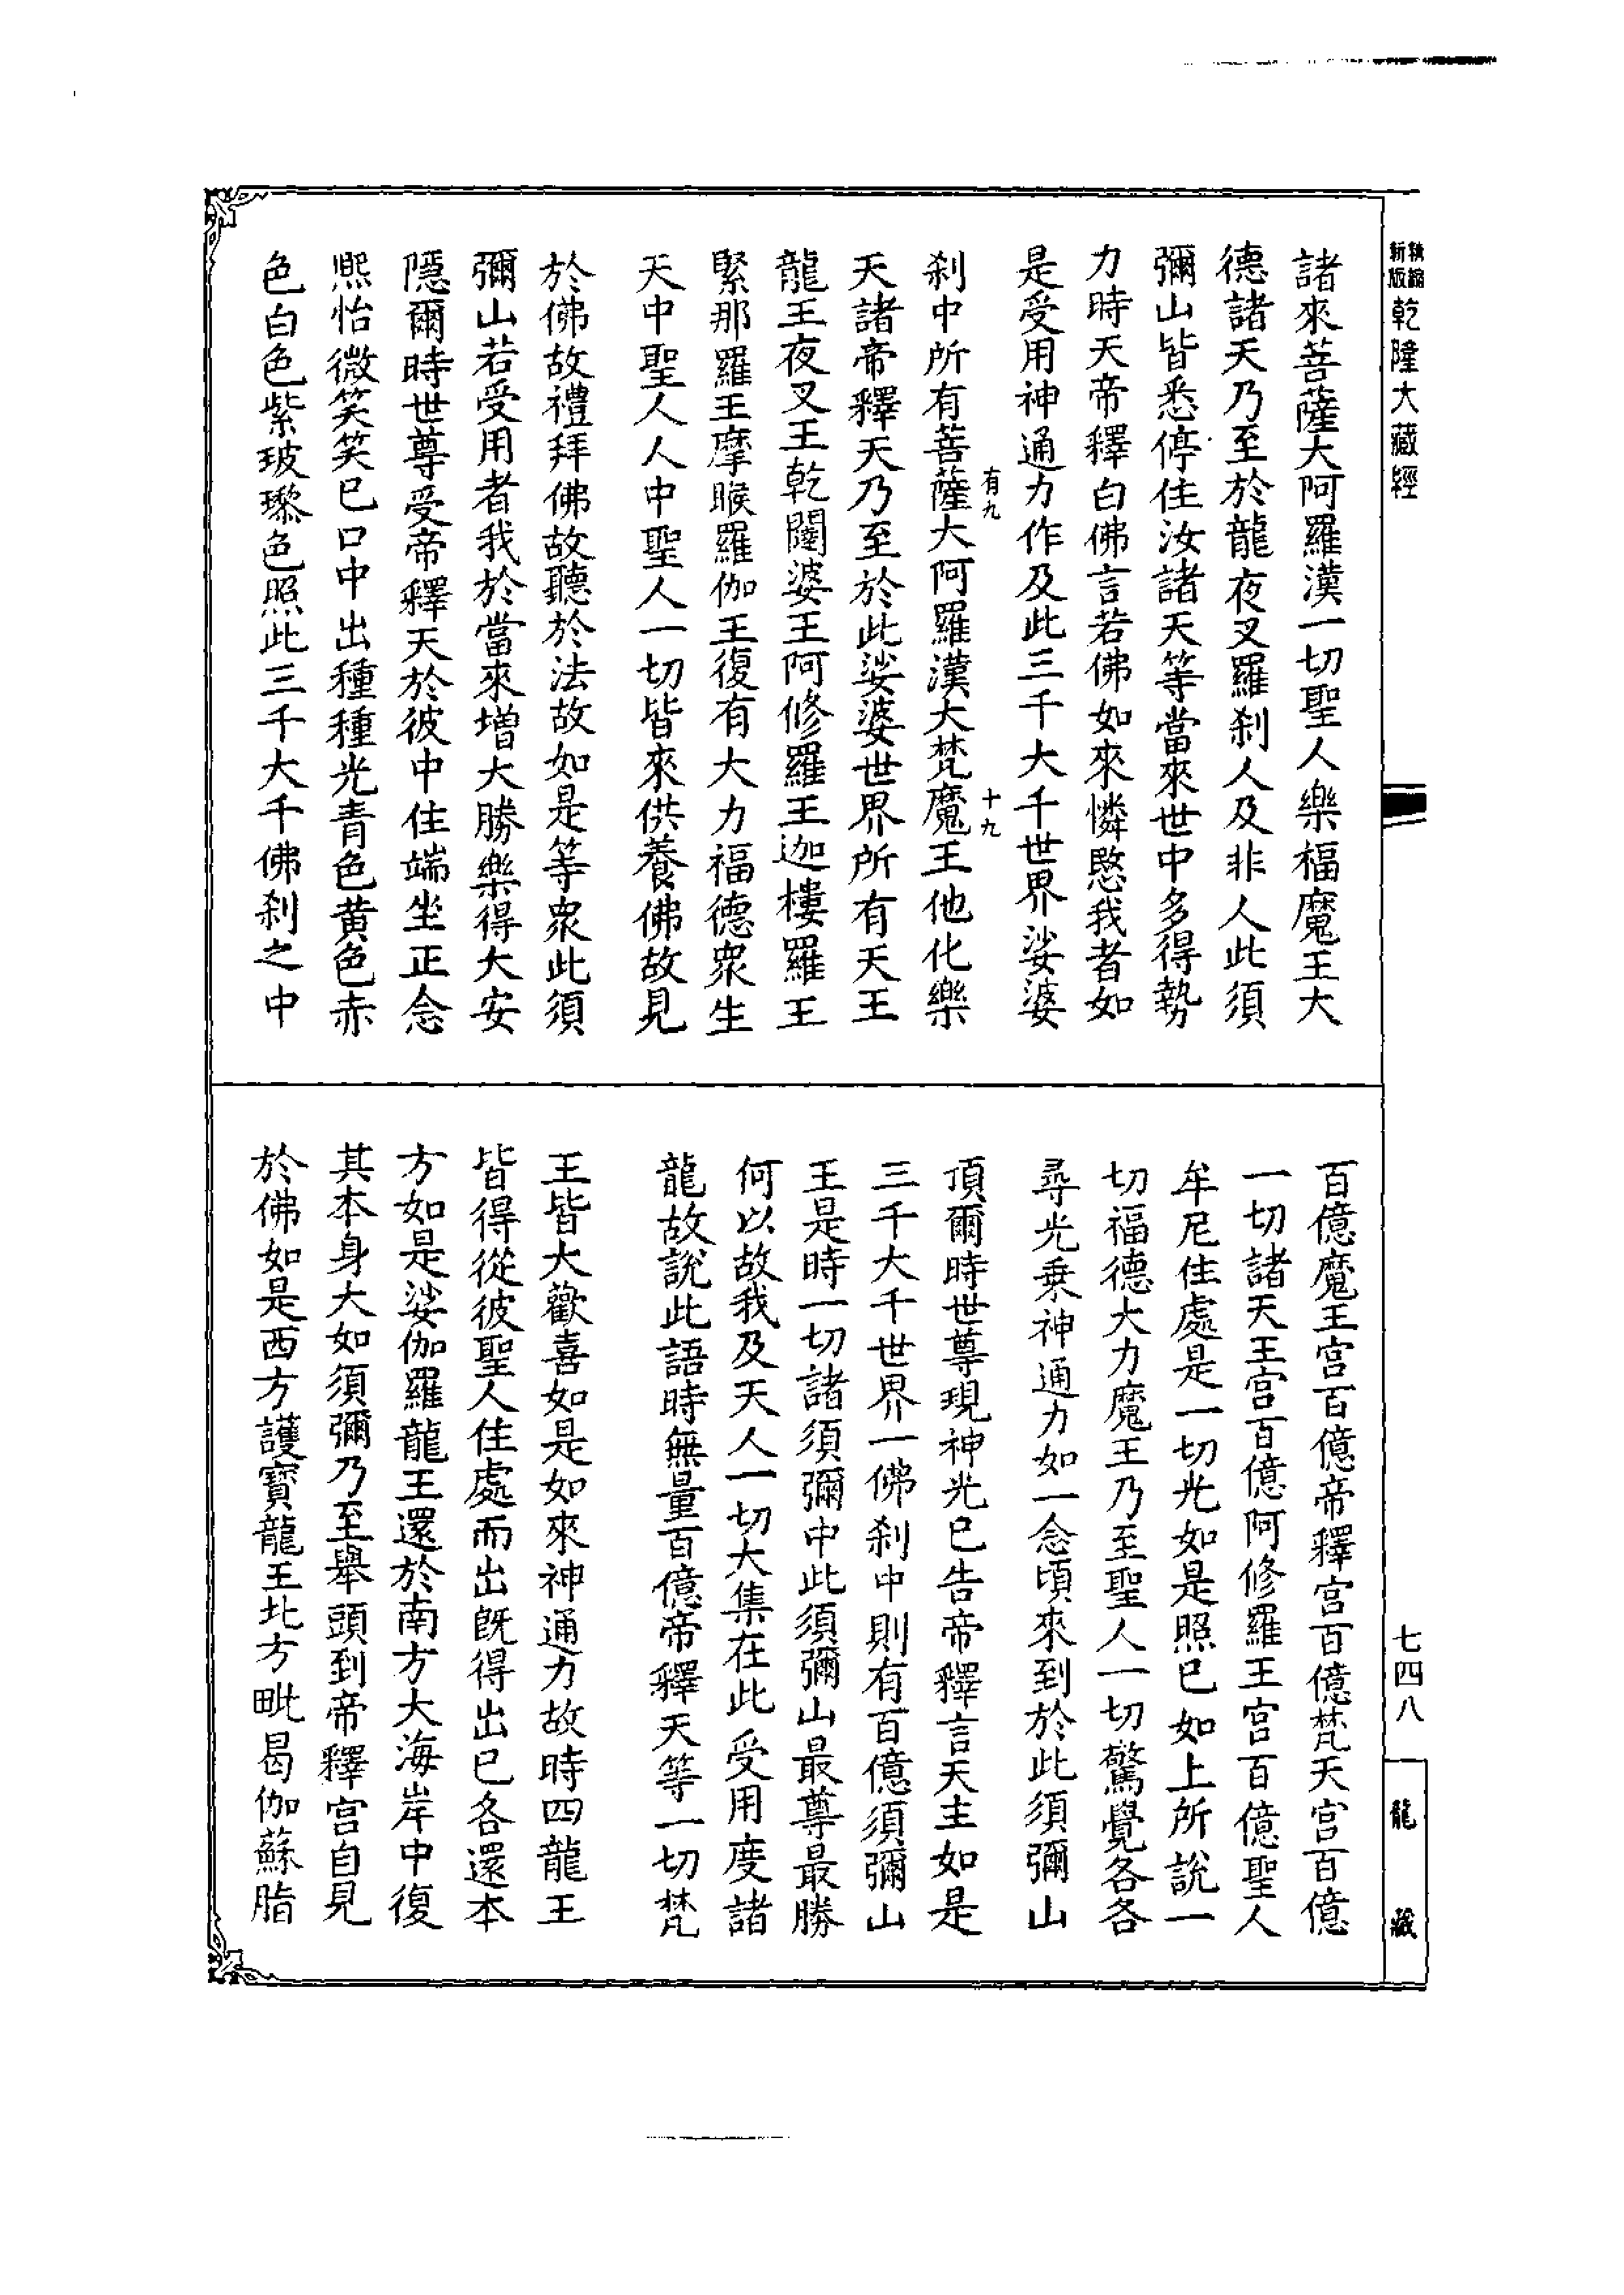 精縮新版乾隆大藏經
諸來菩薩大阿羅漢一切聖人樂福魔王大
德諸天乃至於龍夜叉羅刹人及非人此須
彌山皆悉停住汝諸天等當來世中多得勢
力時天帝釋白佛言若佛如來憐愍我者如
是受用神通力作及此三千大千世界娑婆
有九
十九
刹中所有菩薩大阿羅漢大梵魔王他化樂
天諸帝釋天乃至於此娑婆世界所有天王
龍王夜叉王乾闥婆王阿修羅王迦樓羅王
緊那羅王摩睺羅伽王復有大力福德眾生
天中聖人人中聖人一切皆來供養佛故見
於佛故禮拜佛故聽於法故如是等眾此須
彌山若受用者我於當來增大勝樂得大安
隱爾時世尊受帝釋天於彼中住端坐正念
熙怡微笑笑已口中出種種光青色黃色赤
色白色紫玻瓈色照此三千大千佛刹之中
百億魔王宮百億帝釋宮百億梵天宮百億
一切諸天王宮百億阿修羅王宮百億聖人
牟尼住處是一切光如是照已如上所說一
切福德大力魔王乃至聖人一切驚覺各各
尋光乘神通力如一念頃來到於此須彌山
頂爾時世尊現神光已告帝釋言天主如是
三千大千世界一佛刹中則有百億須彌山
王是時一切諸須彌中此須彌山最尊最勝
何以故我及天人一切大集在此受用度諸
龍故說此語時無量百億帝釋天等一切梵
王皆大歡喜如是如來神通力故時四龍王
皆得從彼聖人住處而出既得出已各還本
方如是娑伽羅龍王還於南方大海岸中復
其本身大如須彌乃至舉頭到帝釋宮自見
於佛如是西方護寶龍王北方毗曷伽蘇脂
七四八
龍藏